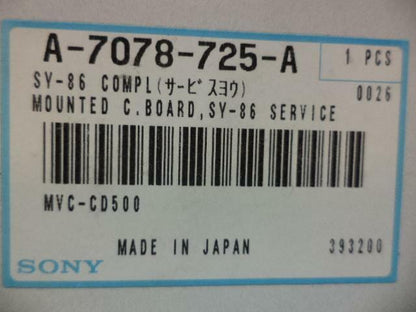 A-7078-725-A
1 PCS
SY-86 COMPL(サービスヨウ)
0026
MOUNTED C.BOARD,SY-86 SERVICE
MVC-CD500
MADE IN JAPAN
393200
SONY